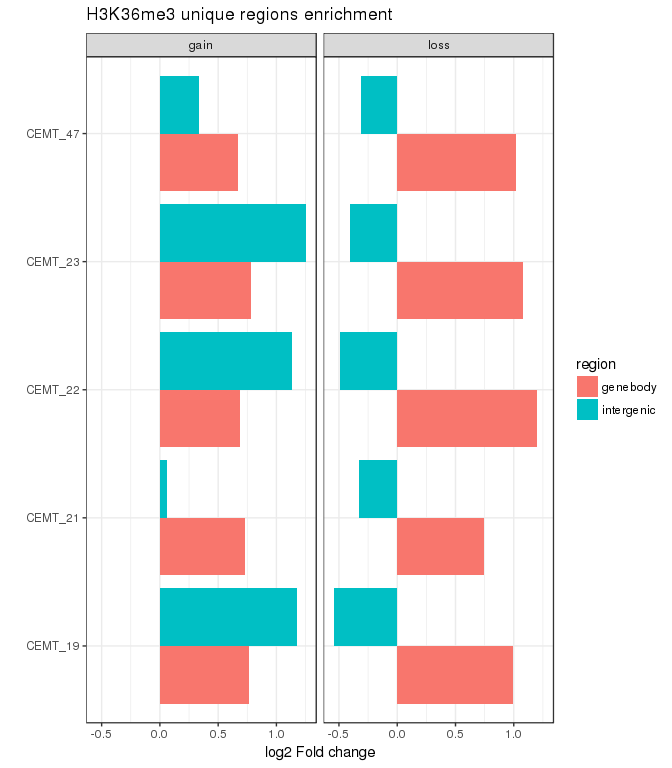 H3K36me3 unique regions enrichment
gain
loss
CEMT_47
CEMT_23
CEMT_22
CEMT_21
CEMT_19
-0.5 0.0 0.5 1.0
-0.5 0.0 0.5 1.0
log2 Fold change
region
genebody
intergenic